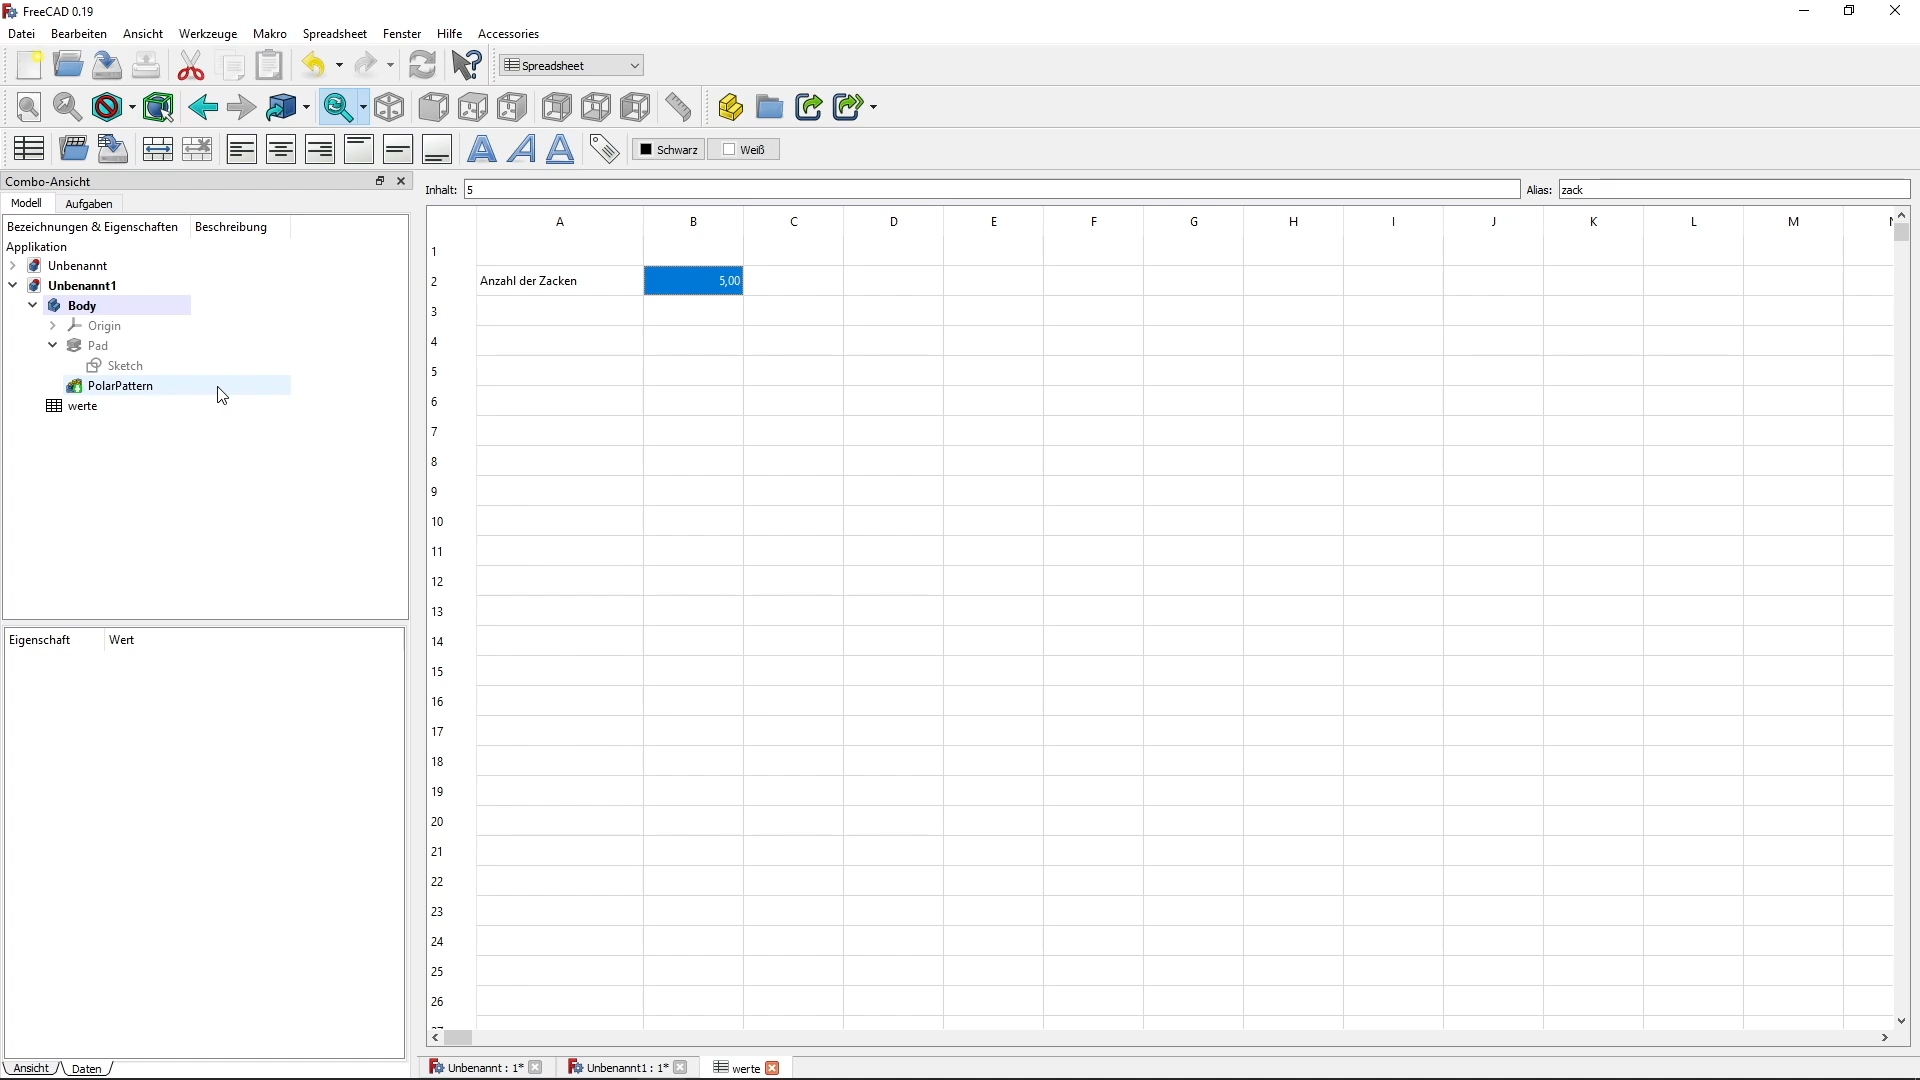 FreeCAD 0.19
Datei Bearbeiten Ansicht Werkzeuge Makro Spreadsheet Fenster Hilfe Accessories
Spreadsheet
Schwarz Weiß
Combo-Ansicht
Inhalt: 5 Alias: zack
Modell Aufgaben
Bezeichnungen & Eigenschaften Beschreibung
Applikation
Unbenannt
Unbenannt1
Body
Origin
Pad
Sketch
PolarPattern
werte
Eigenschaft Wert
Ansicht Daten
A B C D E F G H I J K L M
1
2 Anzahl der Zacken 5,00
3
4
5
6
7
8
9
10
11
12
13
14
15
16
17
18
19
20
21
22
23
24
25
26
Unbenannt : 1* Unbenannt1 : 1* werte